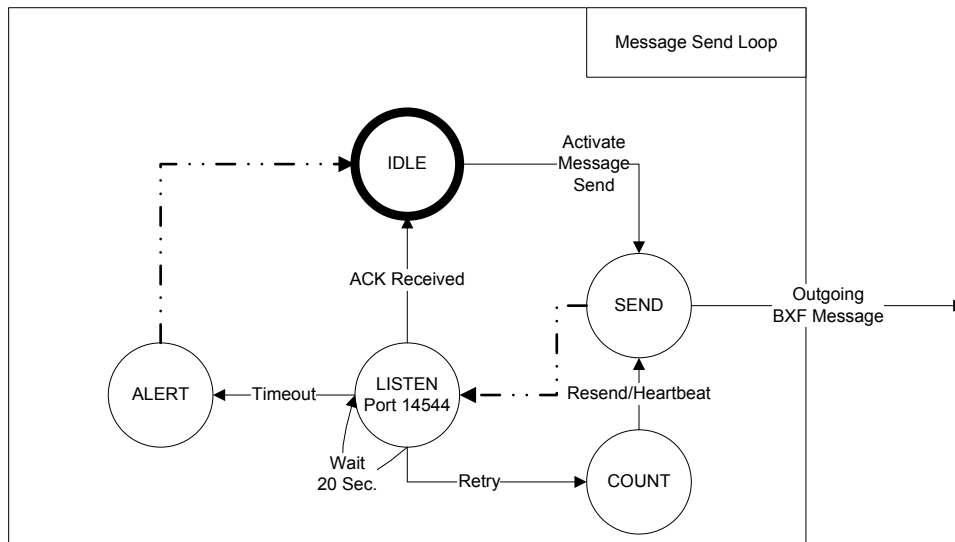 Message Send Loop
IDLE
Activate
Message
Send
ACK Received
SEND
Outgoing
BXF Message
ALERT
Timeout
LISTEN
Port 14544
Resend/Heartbeat
Wait
20 Sec.
Retry
COUNT